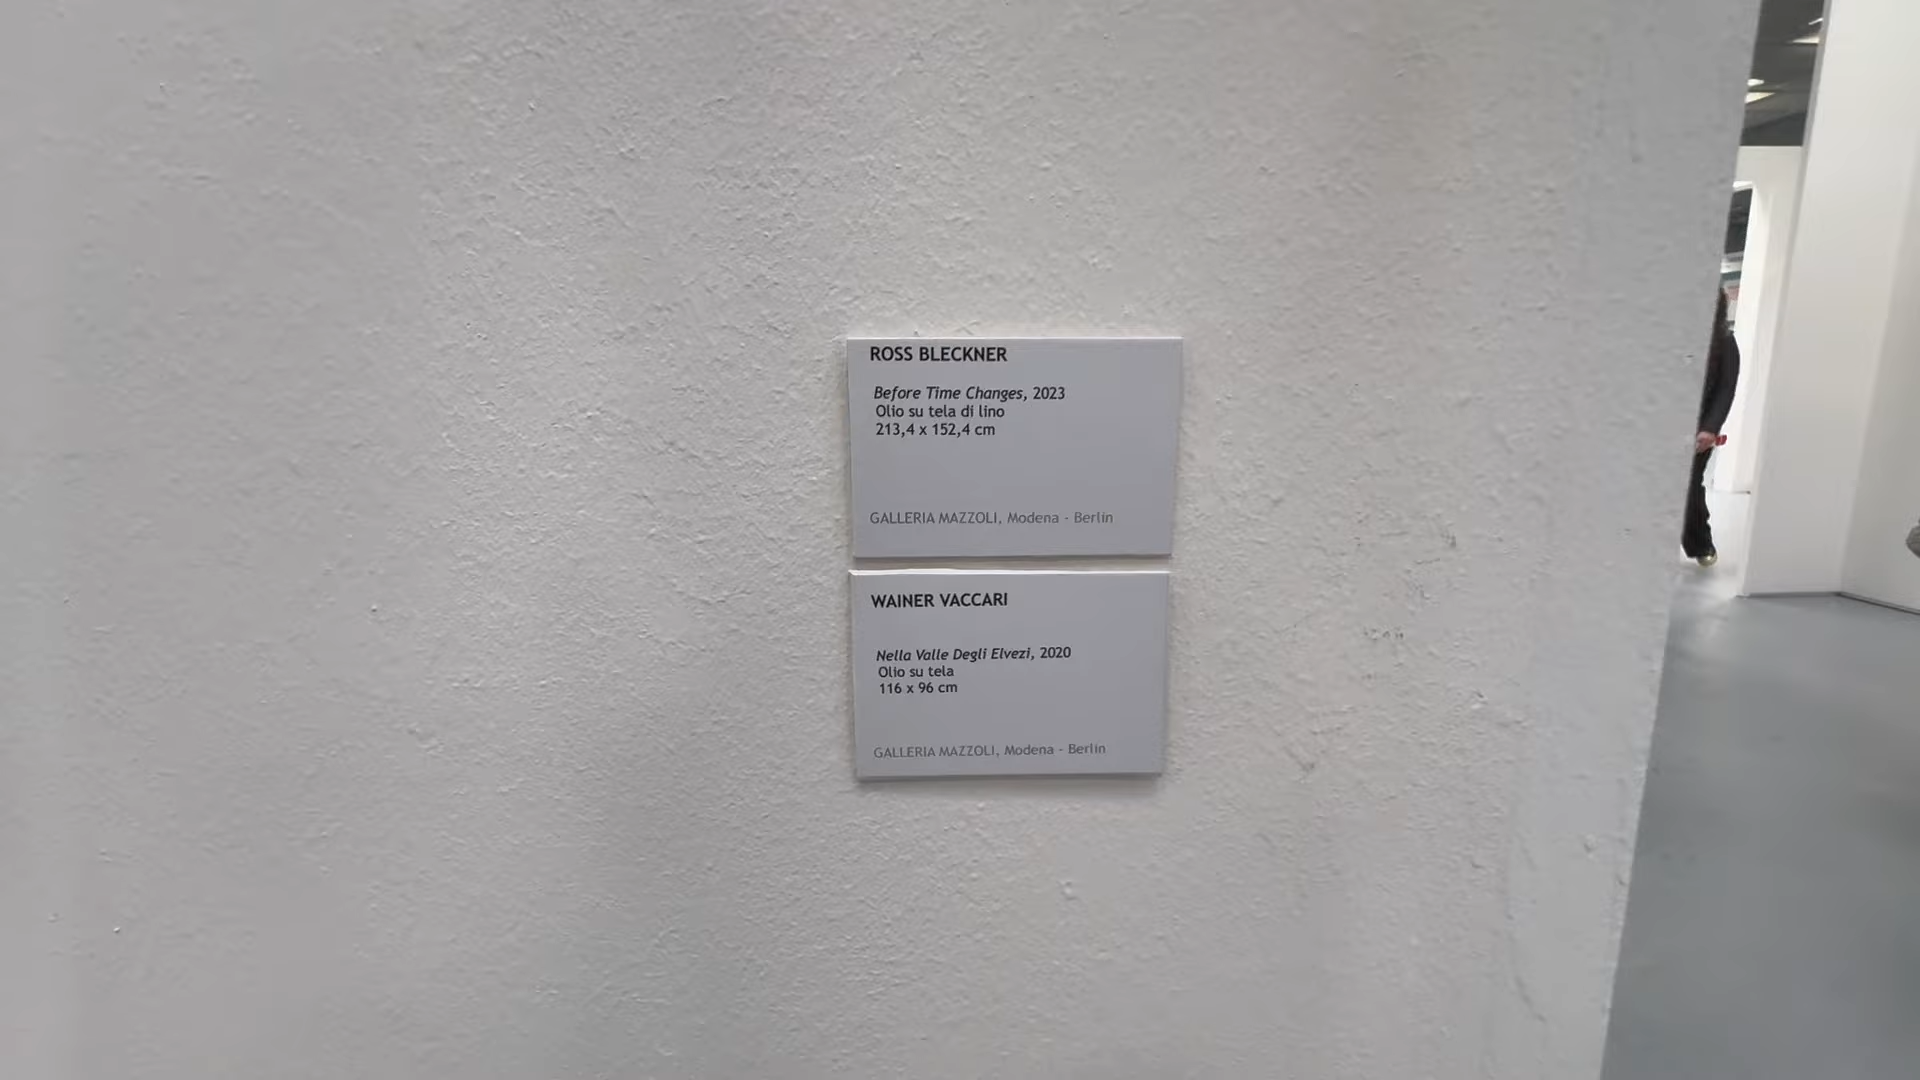 ROSS BLECKNER
Before Time Changes, 2023
Olio su tela di lino
213,4 x 152,4 cm
GALLERIA MAZZOLI, Modena - Berlin
WAINER VACCARI
Nella Valle Degli Elvezi, 2020
Olio su tela
116 x 96 cm
GALLERIA MAZZOLI, Modena - Berlin